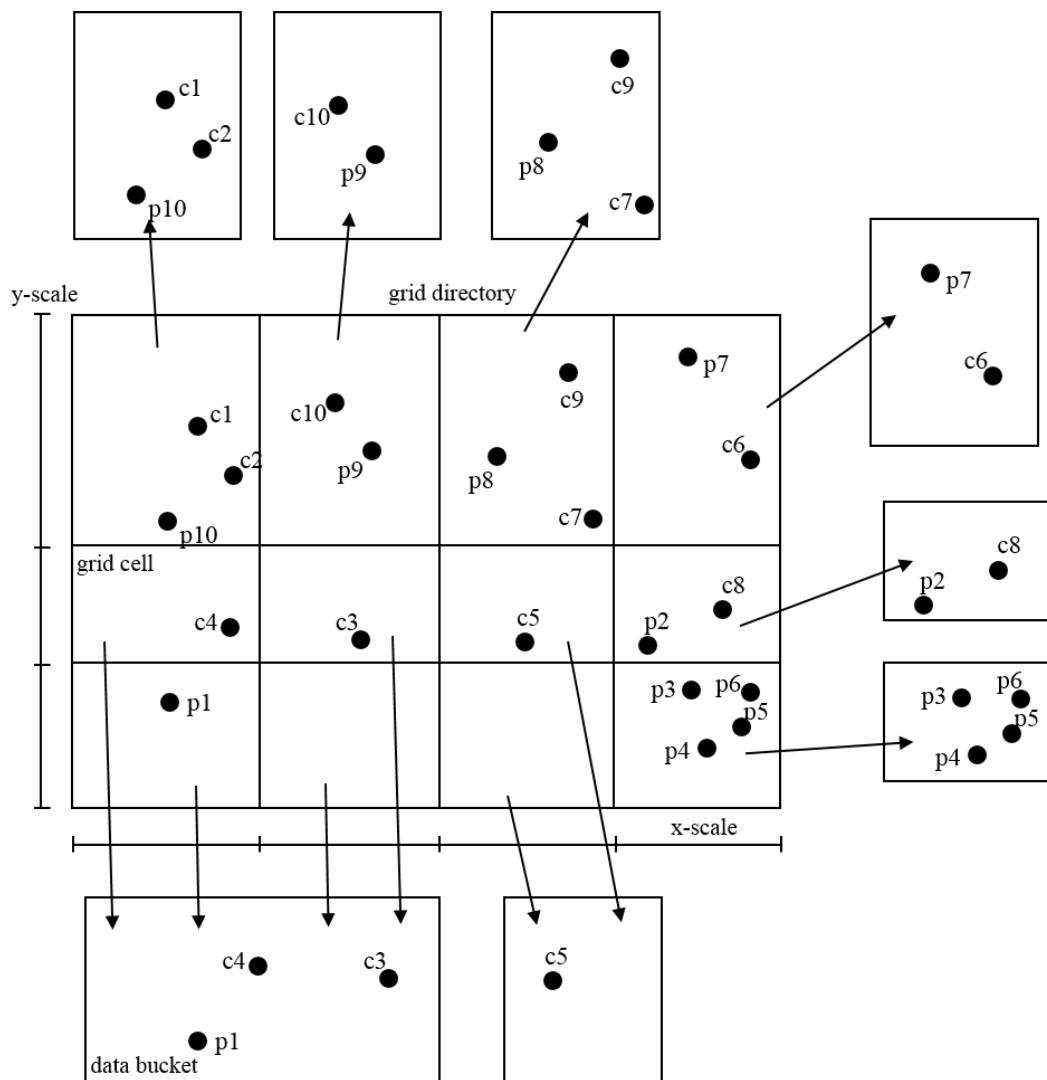 c1
c2
p10
c10
p9
c9
p8
c7
y-scale
grid directory
p7
c6
c1
c2
p10
c10
p9
c9
p8
c7
p7
c6
grid cell
c4
c3
c5
c8
p2
c8
p2
p1
p3
p6
p5
p4
p3
p6
p5
p4
x-scale
c4
c3
p1
data bucket
c5